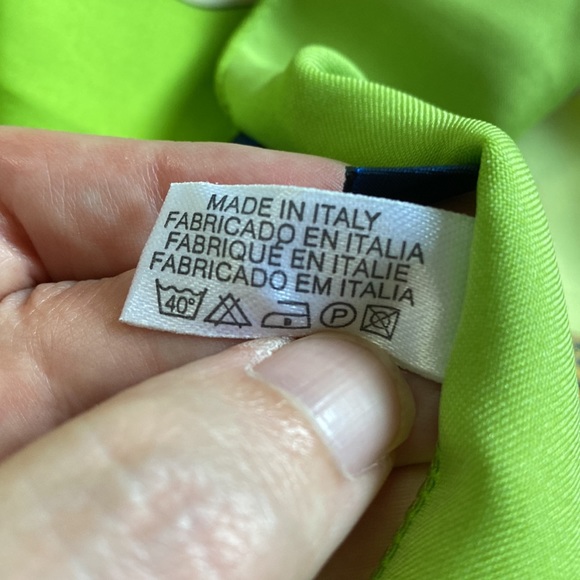 MADE IN ITALY
FABRICADO EN ITALIA
FABRIQUÉ EN ITALIE
FABRICADO EM ITALIA
40° P